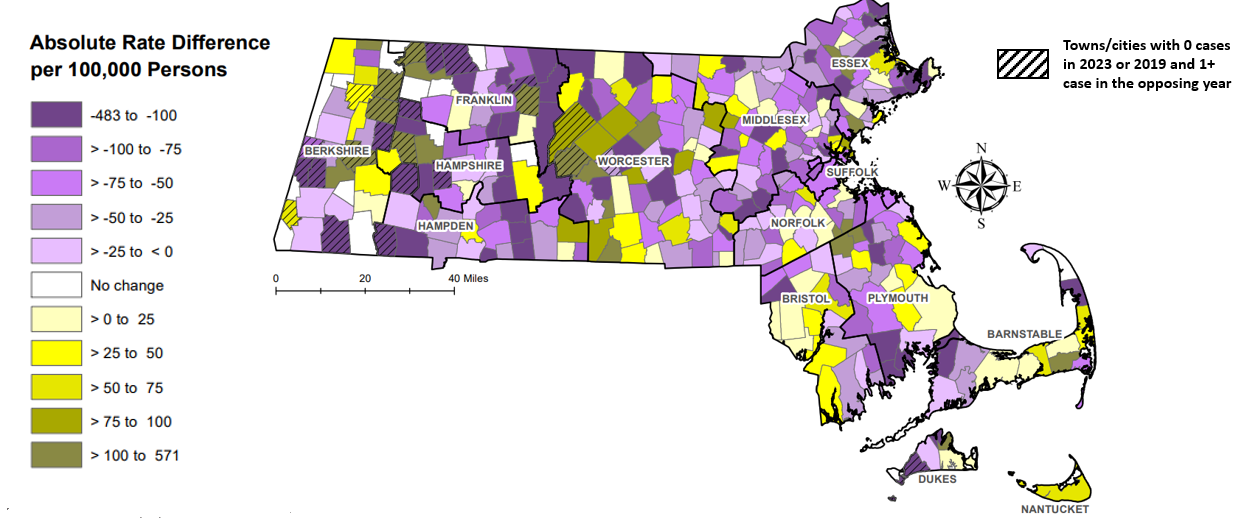 Absolute Rate Difference
per 100,000 Persons
-483 to -100
> -100 to -75
> -75 to -50
> -50 to -25
> -25 to < 0
No change
> 0 to 25
> 25 to 50
> 50 to 75
> 75 to 100
> 100 to 571
Towns/cities with 0 cases
in 2023 or 2019 and 1+
case in the opposing year
ESSEX
FRANKLIN
MIDDLESEX
BERKSHIRE
HAMPSHIRE
WORCESTER
SUFFOLK
HAMPDEN
NORFOLK
N
W E
S
0 20 40 Miles
BRISTOL
PLYMOUTH
BARNSTABLE
DUKES
NANTUCKET